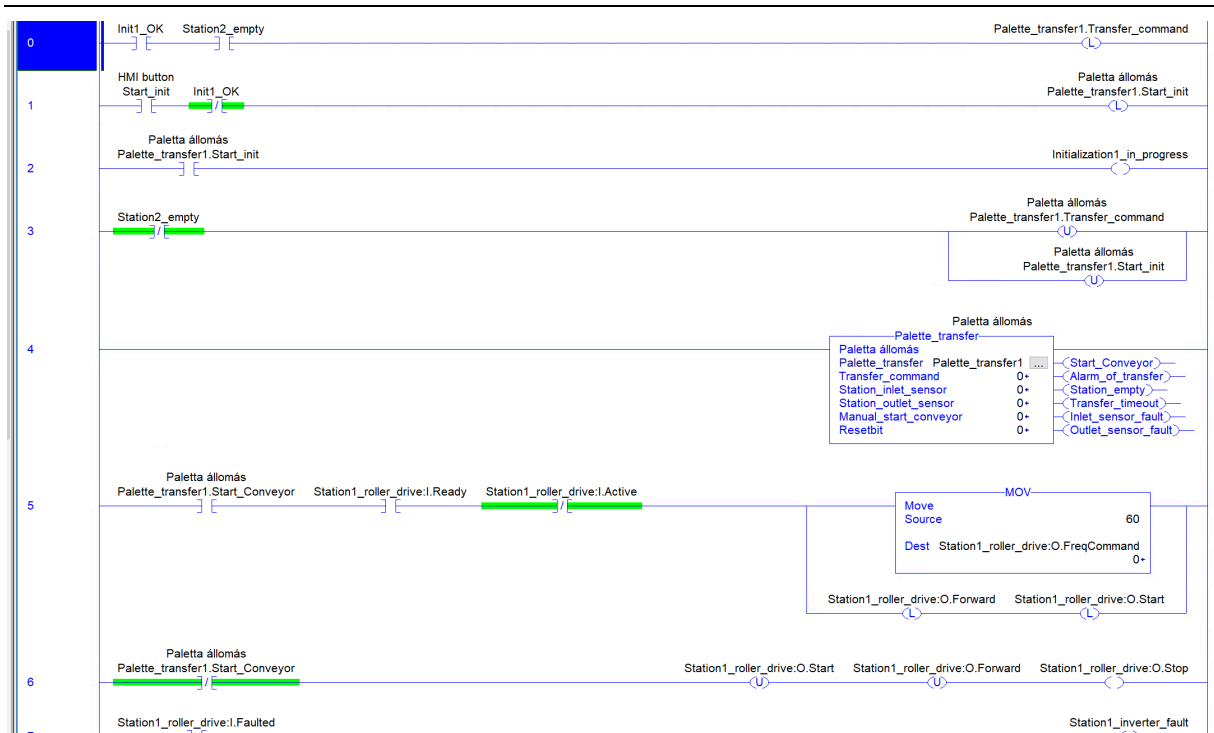 Init1_OK Station2_empty Palette_transfer1.Transfer_command
0
L
HMI button Paletta állomás
Start_init Init1_OK Palette_transfer1.Start_init
1
L
Paletta állomás
Palette_transfer1.Start_init Initialization1_in_progress
2
Paletta állomás
Station2_empty Palette_transfer1.Transfer_command
3
U
Paletta állomás
Palette_transfer1.Start_init
U
Paletta állomás
Palette_transfer
4
Paletta állomás
Palette_transfer Palette_transfer1 ... Start_Conveyor
Transfer_command 0 Alarm_of_transfer
Station_inlet_sensor 0 Station_empty
Station_outlet_sensor 0 Transfer_timeout
Manual_start_conveyor 0 Inlet_sensor_fault
Resetbit 0 Outlet_sensor_fault
Paletta állomás
Palette_transfer1.Start_Conveyor Station1_roller_drive:I.Ready Station1_roller_drive:I.Active MOV
5
Move
Source 60
Dest Station1_roller_drive:O.FreqCommand
0
Station1_roller_drive:O.Forward Station1_roller_drive:O.Start
L L
Paletta állomás
Palette_transfer1.Start_Conveyor Station1_roller_drive:O.Start Station1_roller_drive:O.Forward Station1_roller_drive:O.Stop
6
U U
Station1_roller_drive:I.Faulted Station1_inverter_fault